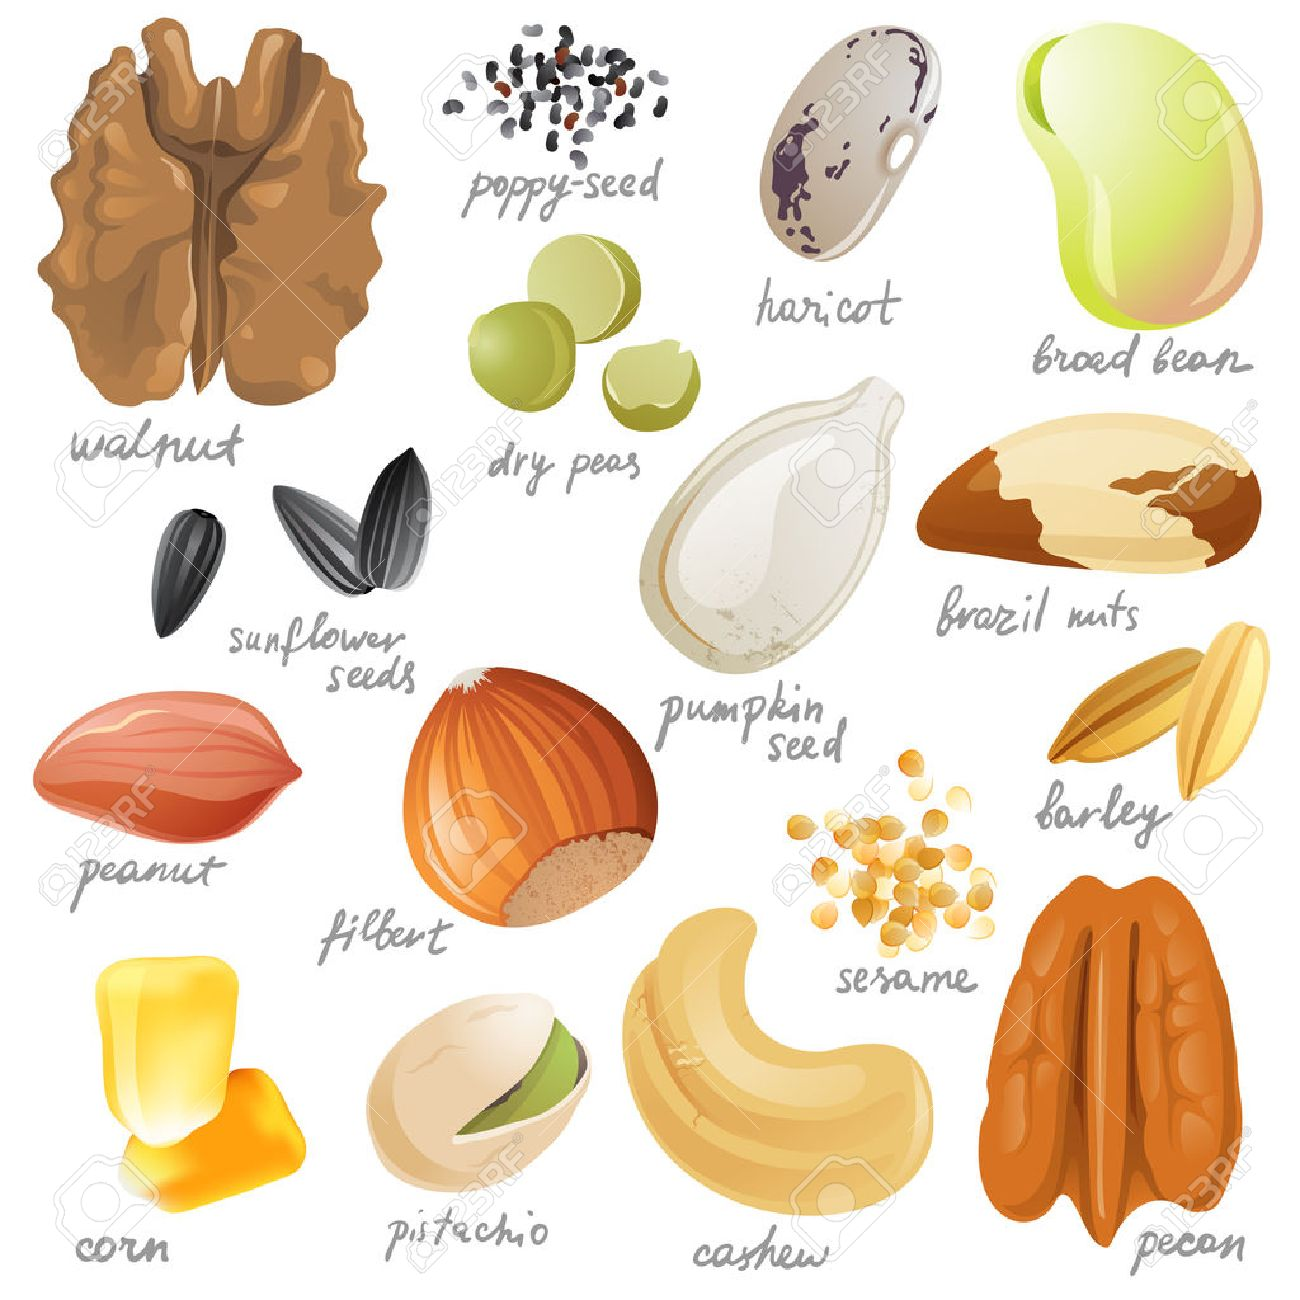 poppy-seed
haricot
broad bean
walnut
dry peas
sunflower
seeds
brazil nuts
pumpkin
seed
barley
peanut
filbert
sesame
corn
pistachio
cashew
pecan
123RF